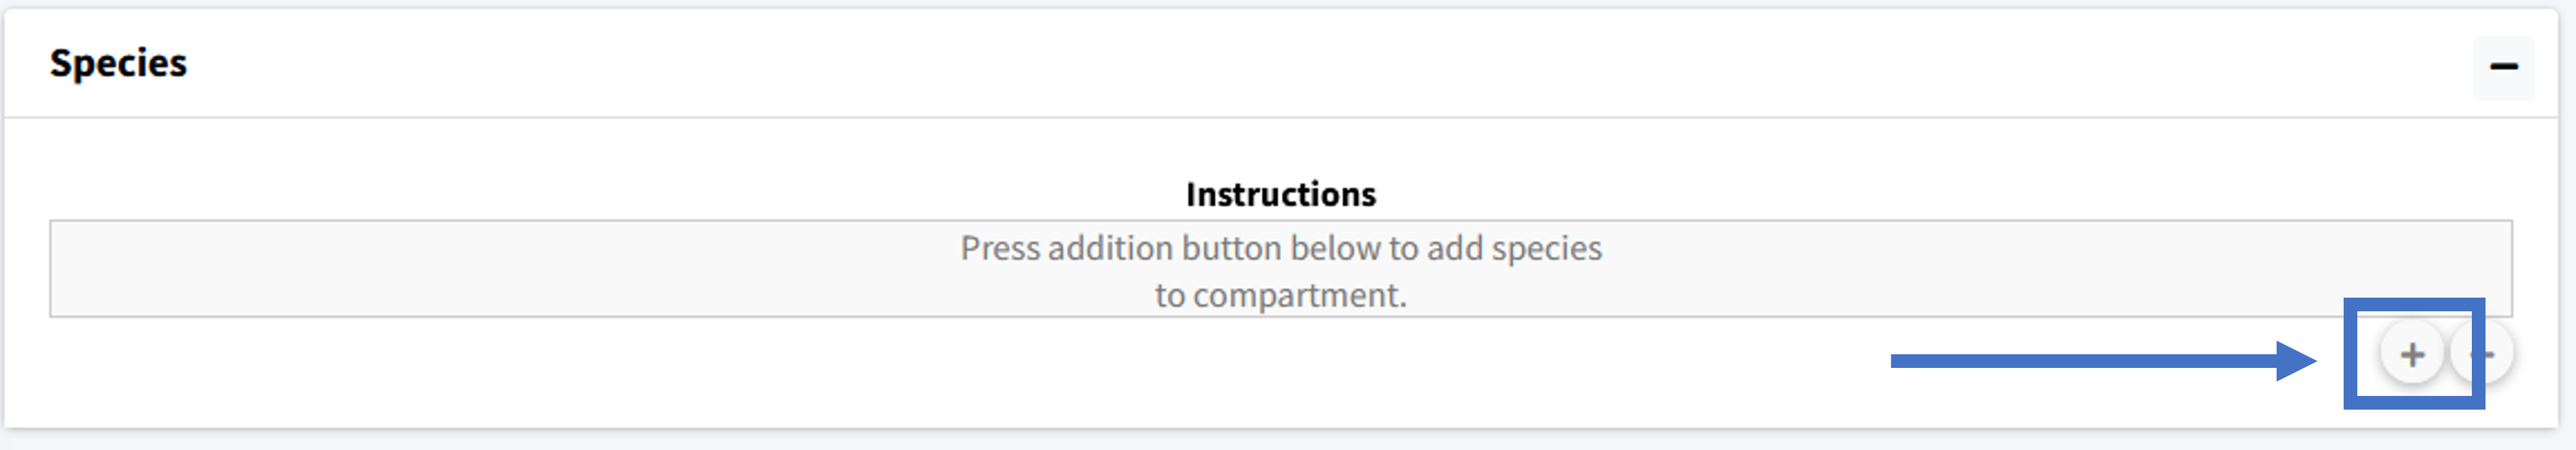 Species
Instructions
Press addition button below to add species
to compartment.